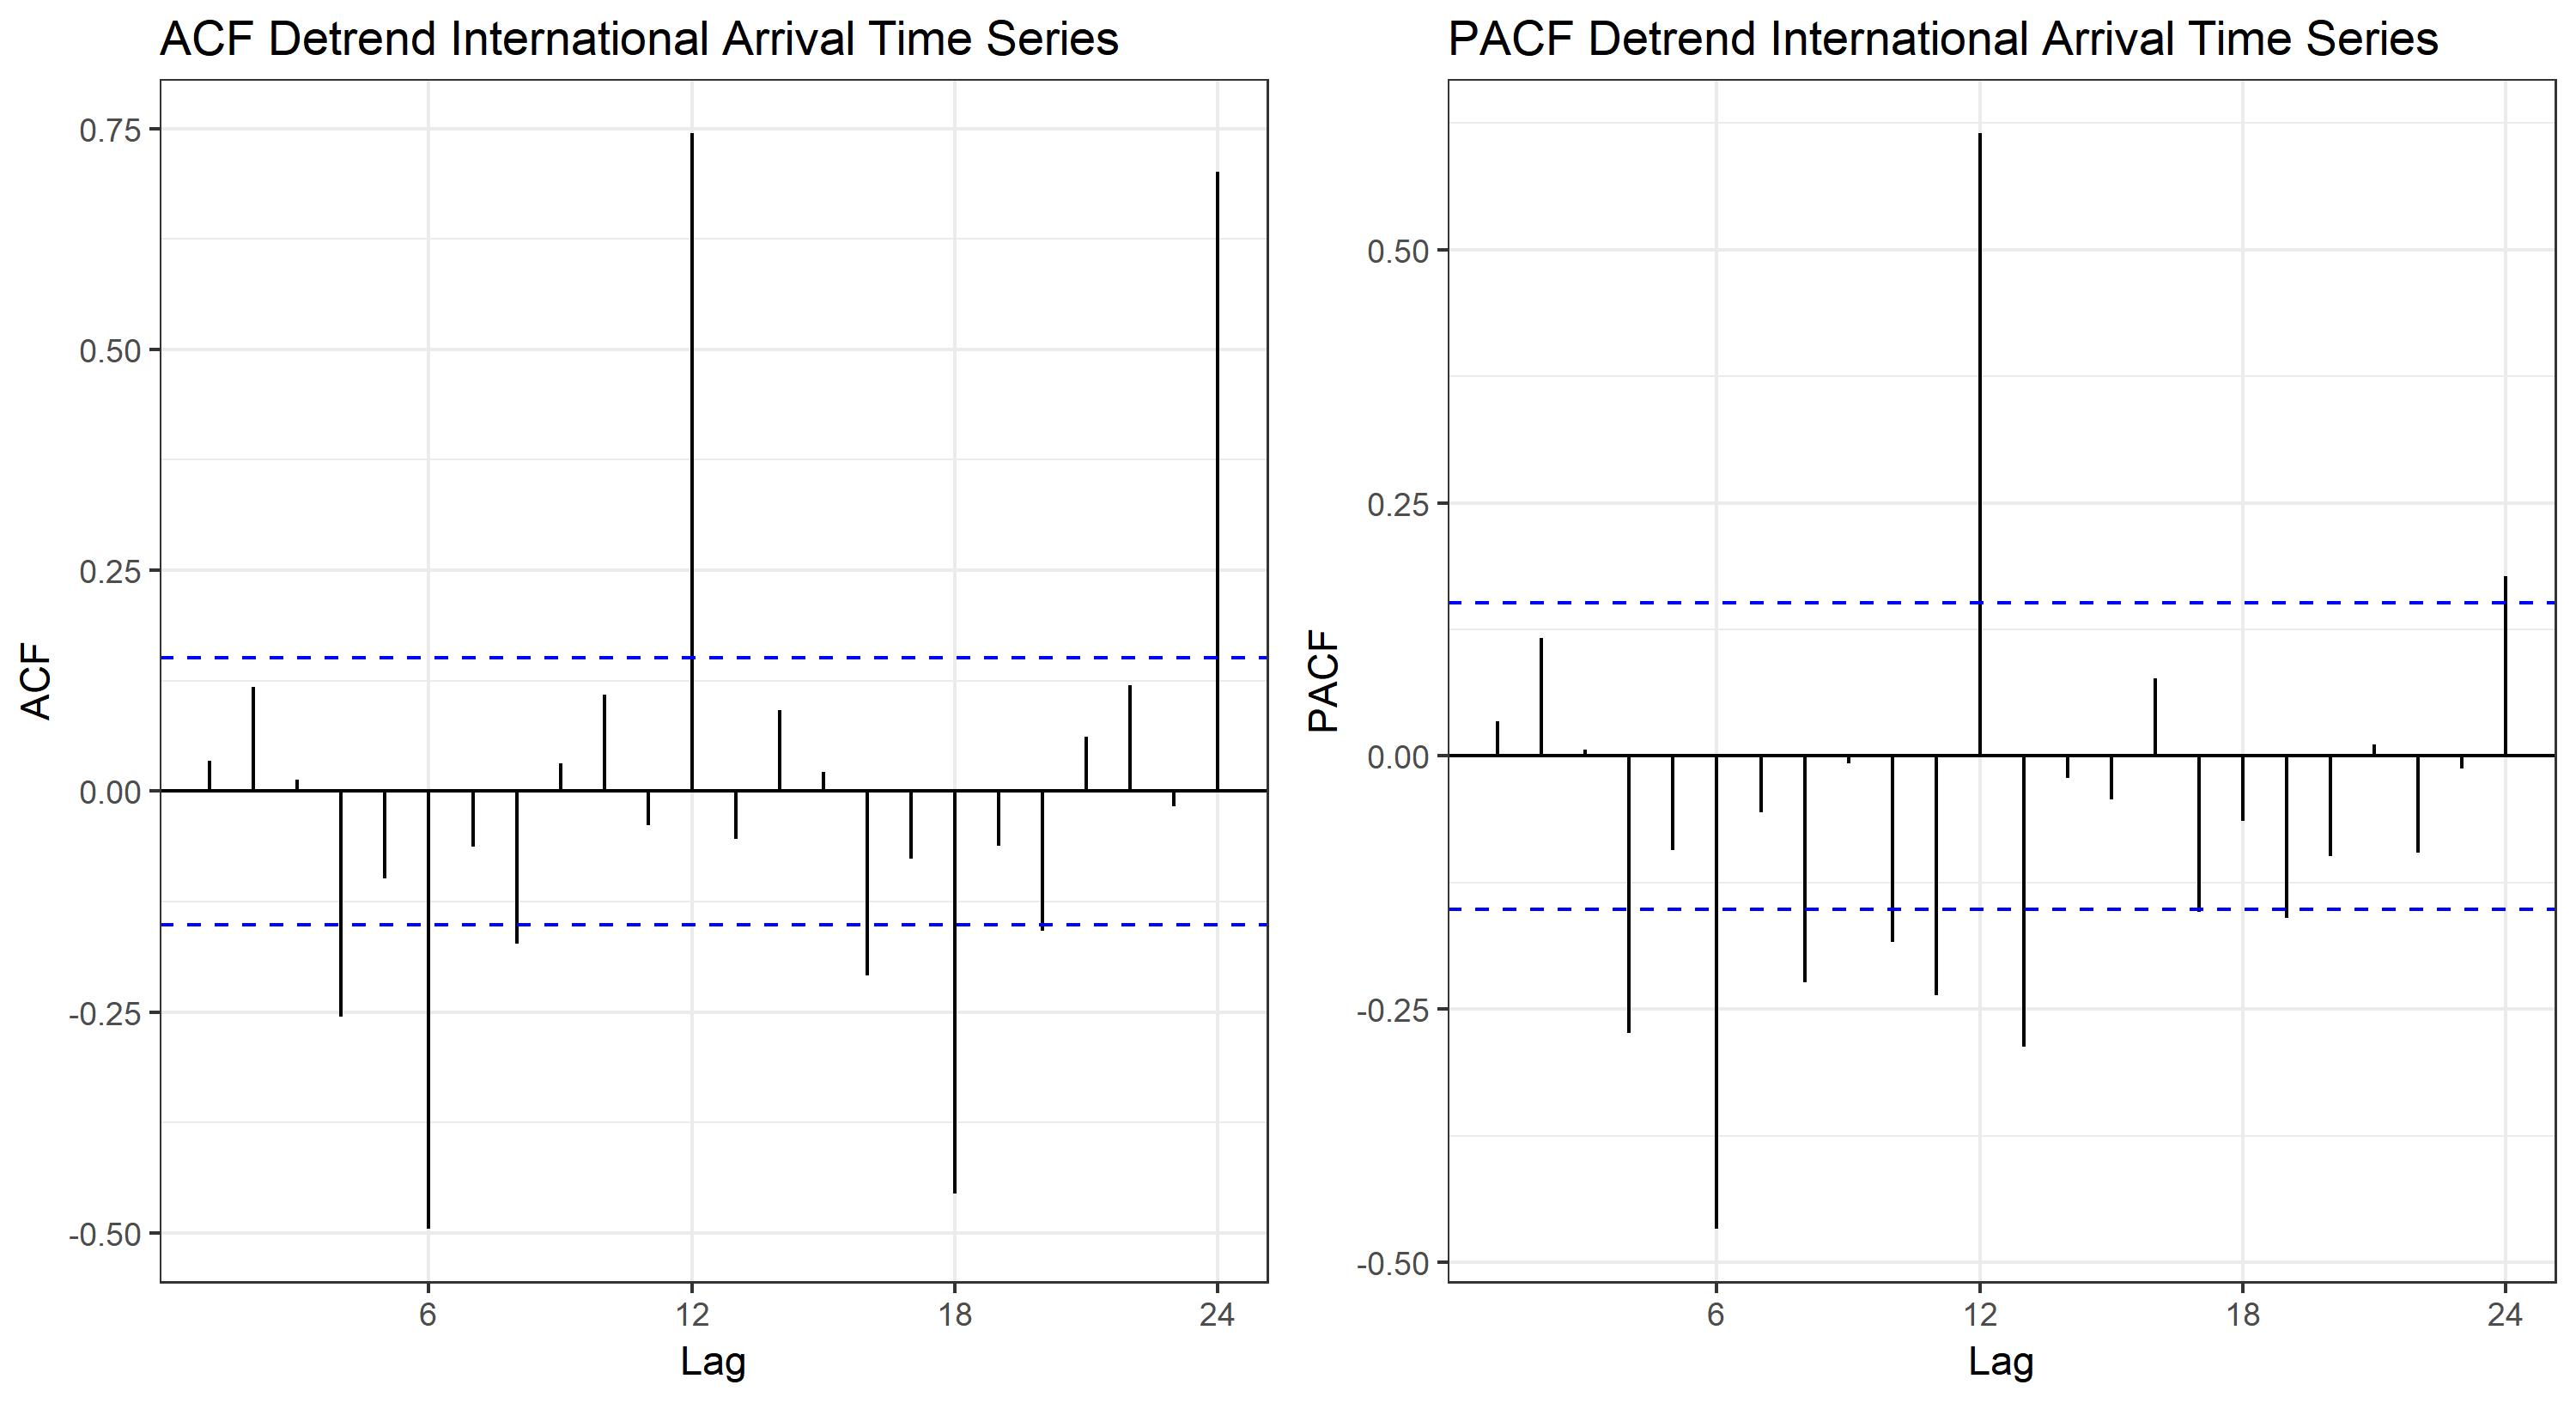 ACF Detrend International Arrival Time Series
0.75
0.50
0.25
0.00
-0.25
-0.50
ACF
6 12 18 24
Lag
PACF Detrend International Arrival Time Series
0.50
0.25
0.00
-0.25
-0.50
PACF
6 12 18 24
Lag